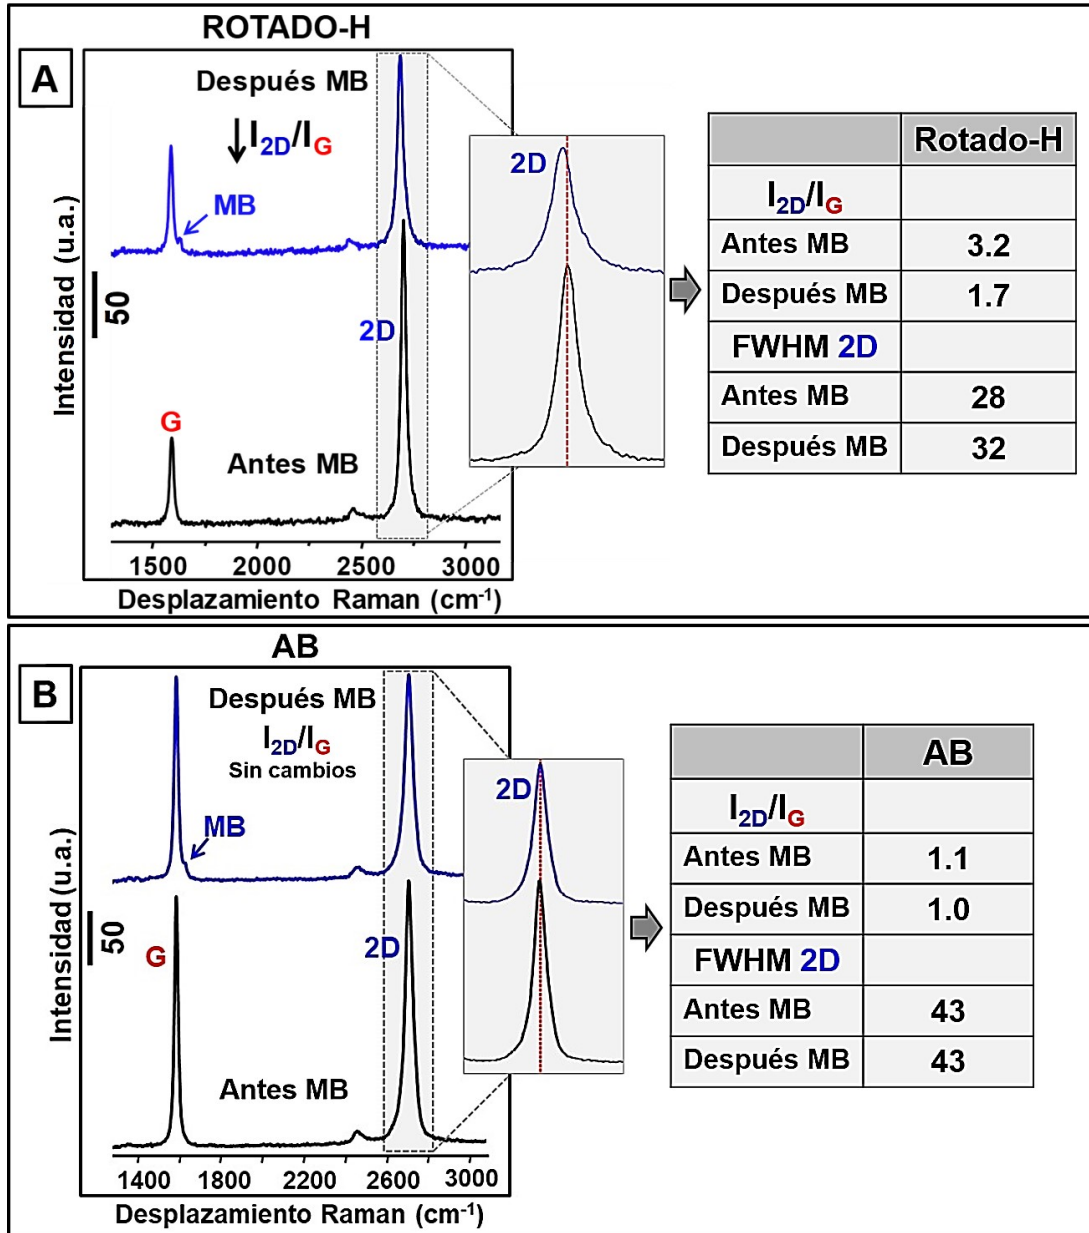 ROTADO-H
A
Después MB
↓I2D/IG
MB
2D
50
2D
G
Antes MB
Intensidad (u.a.)
1500 2000 2500 3000
Desplazamiento Raman (cm-1)
Rotado-H
I2D/IG
Antes MB 3.2
Después MB 1.7
FWHM 2D
Antes MB 28
Después MB 32
AB
B
Después MB
I2D/IG
Sin cambios
MB
2D
50
G
2D
Antes MB
Intensidad (u.a.)
1400 1800 2200 2600 3000
Desplazamiento Raman (cm-1)
AB
I2D/IG
Antes MB 1.1
Después MB 1.0
FWHM 2D
Antes MB 43
Después MB 43